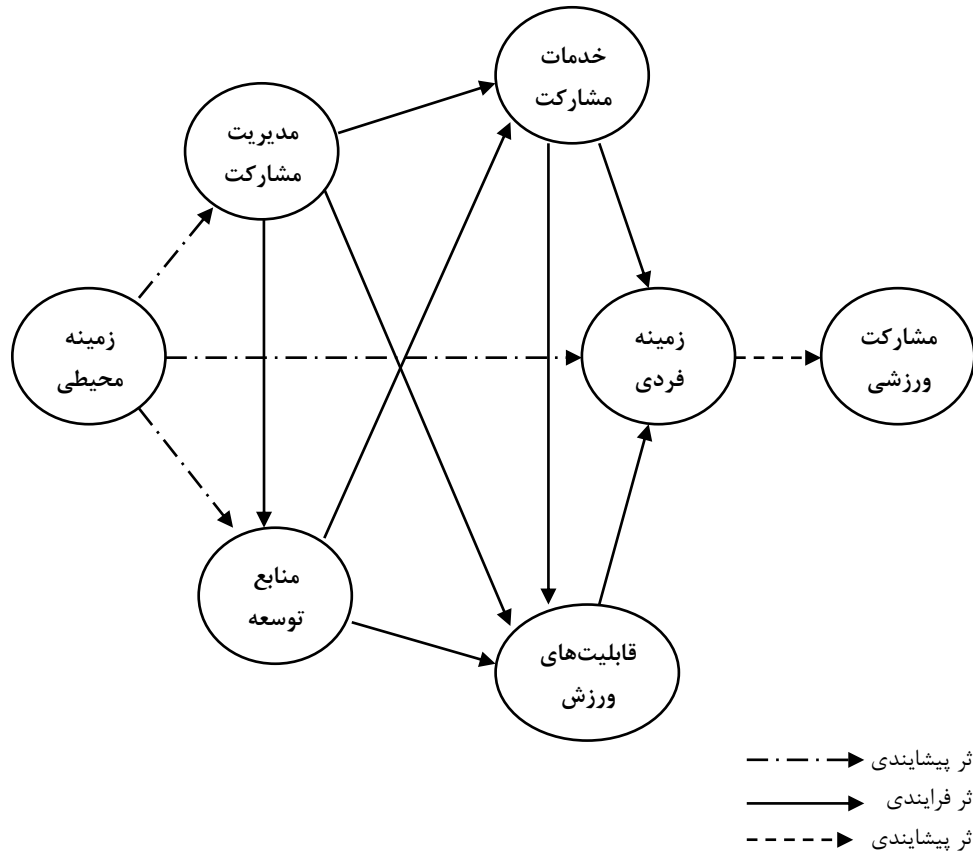 خدمات
مشارکت
مدیریت
مشارکت
زمینه
محیطی
زمینه
فردی
مشارکت
ورزشی
منابع
توسعه
قابلیت‌های
ورزش
ثر پیشایندی
ثر فرایندی
ثر پیشایندی